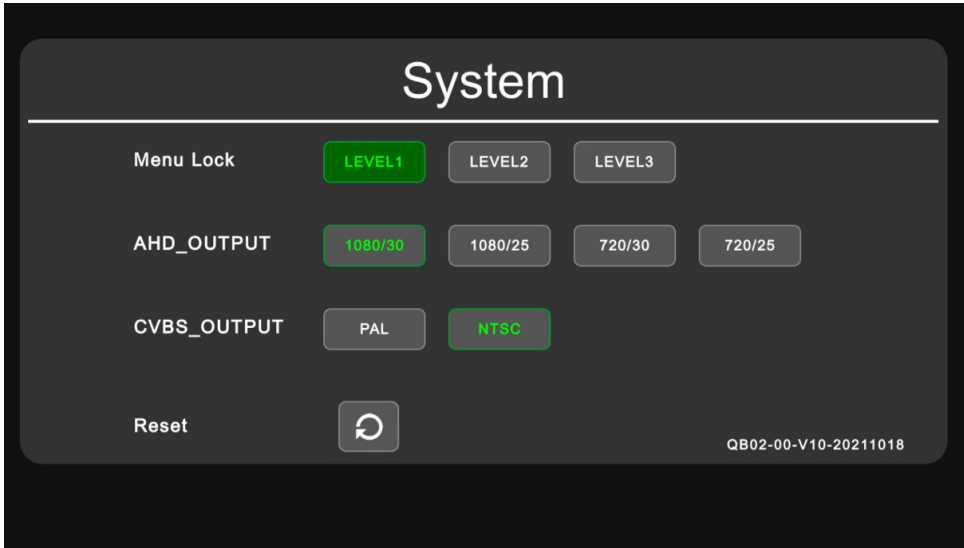 System
Menu Lock LEVEL1 LEVEL2 LEVEL3
AHD_OUTPUT 1080/30 1080/25 720/30 720/25
CVBS_OUTPUT PAL NTSC
Reset
QB02-00-V10-20211018